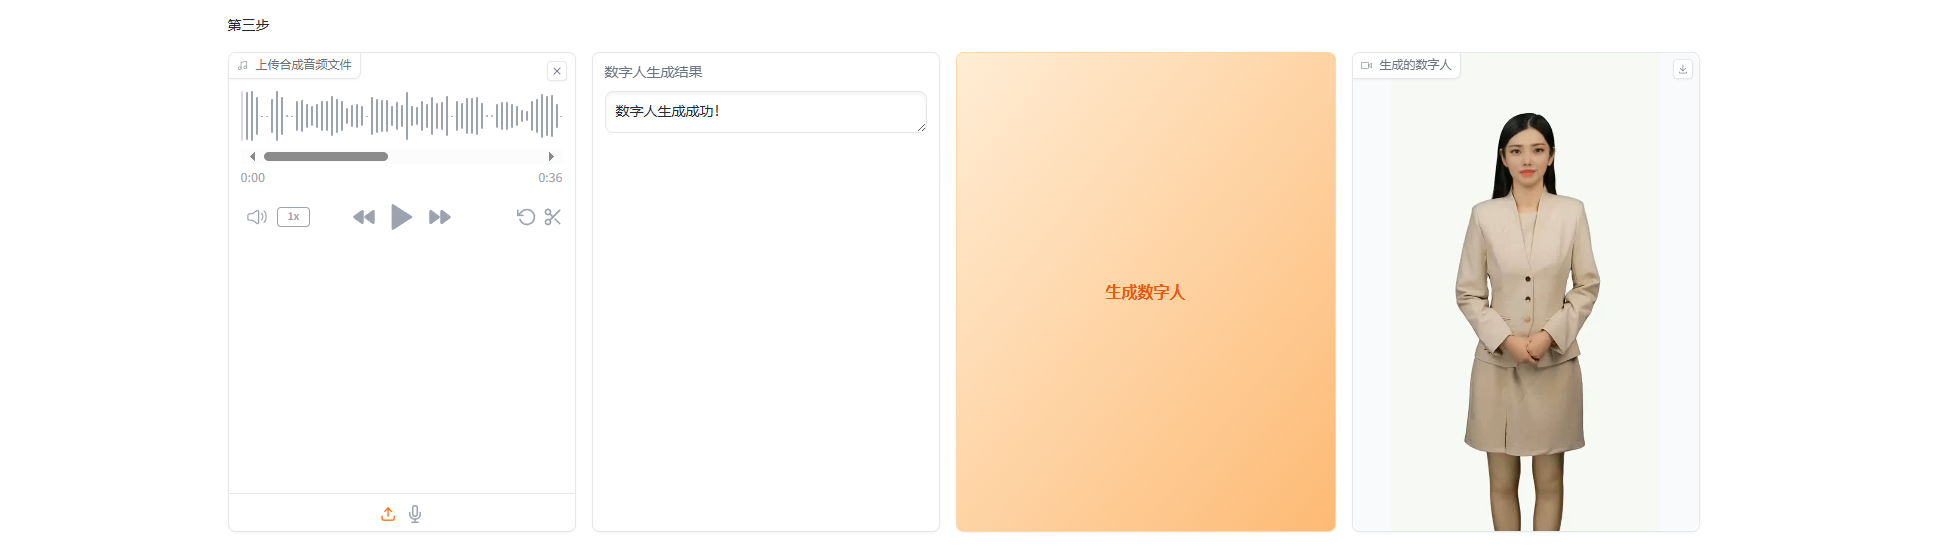 第三步
上传合成音频文件
0:00
0:36
1x
数字人生成结果
数字人生成成功！
生成数字人
生成的数字人